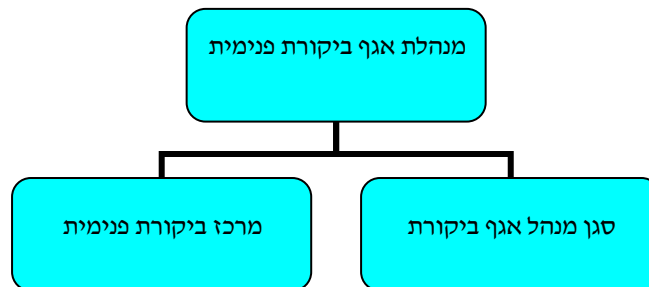 מנהלת אגף ביקורת פנימית
סגן מנהל אגף ביקורת
מרכז ביקורת פנימית